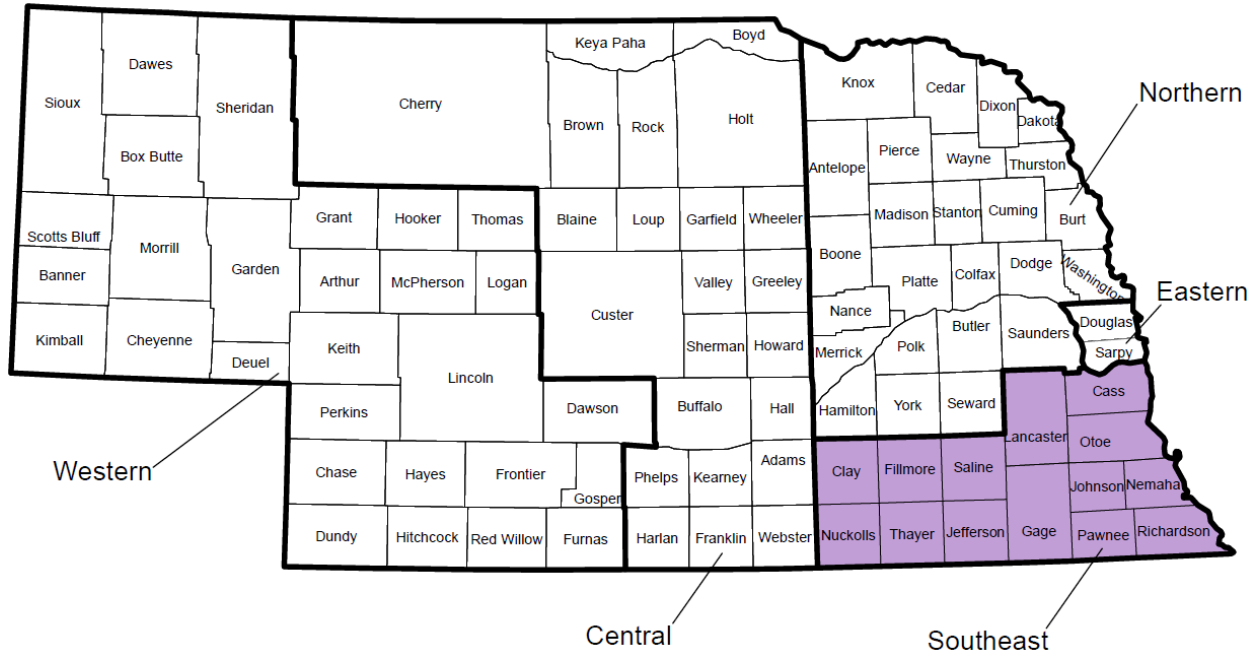 Keya Paha
Boyd
Dawes
Sioux
Sheridan
Cherry
Brown
Rock
Holt
Knox
Cedar
Dixon
Dakota
Northern
Box Butte
Antelope
Pierce
Wayne
Thurston
Scotts Bluff
Morrill
Garden
Grant
Hooker
Thomas
Blaine
Loup
Garfield
Wheeler
Madison
Stanton
Cuming
Burt
Banner
Arthur
McPherson
Logan
Valley
Greeley
Boone
Platte
Colfax
Dodge
Washington
Eastern
Kimball
Cheyenne
Deuel
Keith
Lincoln
Custer
Sherman
Howard
Nance
Merrick
Polk
Butler
Saunders
Douglas
Sarpy
Perkins
Dawson
Buffalo
Hall
Hamilton
York
Seward
Cass
Western
Chase
Hayes
Frontier
Gosper
Phelps
Kearney
Adams
Clay
Fillmore
Saline
Lancaster
Otoe
Johnson
Nemaha
Dundy
Hitchcock
Red Willow
Furnas
Harlan
Franklin
Webster
Nuckolls
Thayer
Jefferson
Gage
Pawnee
Richardson
Central
Southeast